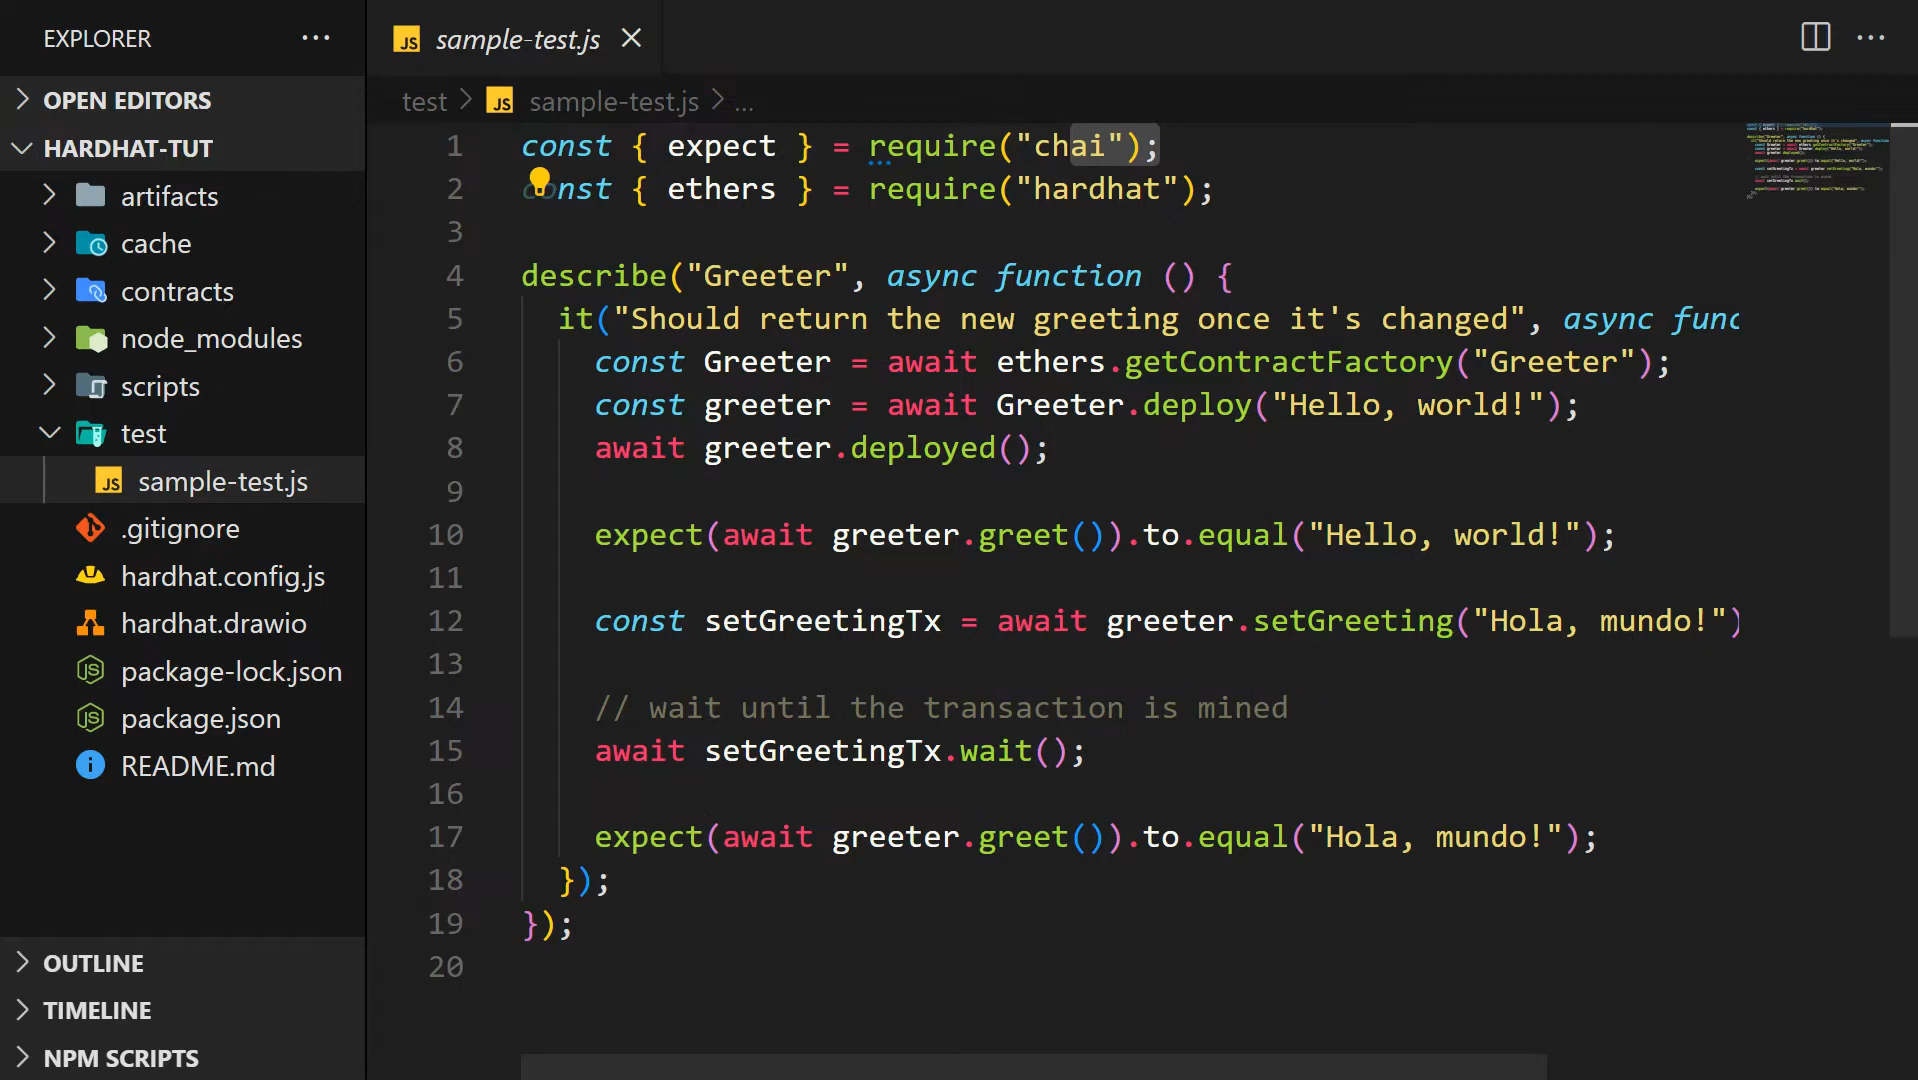 EXPLORER
OPEN EDITORS
HARDHAT-TUT
artifacts
cache
contracts
node_modules
scripts
test
JS sample-test.js
.gitignore
hardhat.config.js
hardhat.drawio
package-lock.json
package.json
README.md
OUTLINE
TIMELINE
NPM SCRIPTS
JS sample-test.js
test > JS sample-test.js > ...
1 const { expect } = require("chai");
2 const { ethers } = require("hardhat");
3
4 describe("Greeter", async function () {
5 it("Should return the new greeting once it's changed", async func
6 const Greeter = await ethers.getContractFactory("Greeter");
7 const greeter = await Greeter.deploy("Hello, world!");
8 await greeter.deployed();
9
10 expect(await greeter.greet()).to.equal("Hello, world!");
11
12 const setGreetingTx = await greeter.setGreeting("Hola, mundo!")
13
14 // wait until the transaction is mined
15 await setGreetingTx.wait();
16
17 expect(await greeter.greet()).to.equal("Hola, mundo!");
18 });
19 });
20